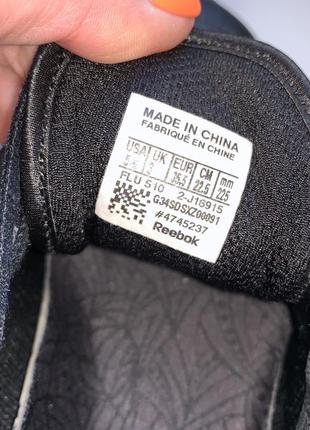 MADE IN CHINA
FABRIQUÉ EN CHINE
USA UK EUR CM mm
35.5 22.5 225
FLU 510 2-J16915
G34SDSXZ00091
#4745237
Reebok